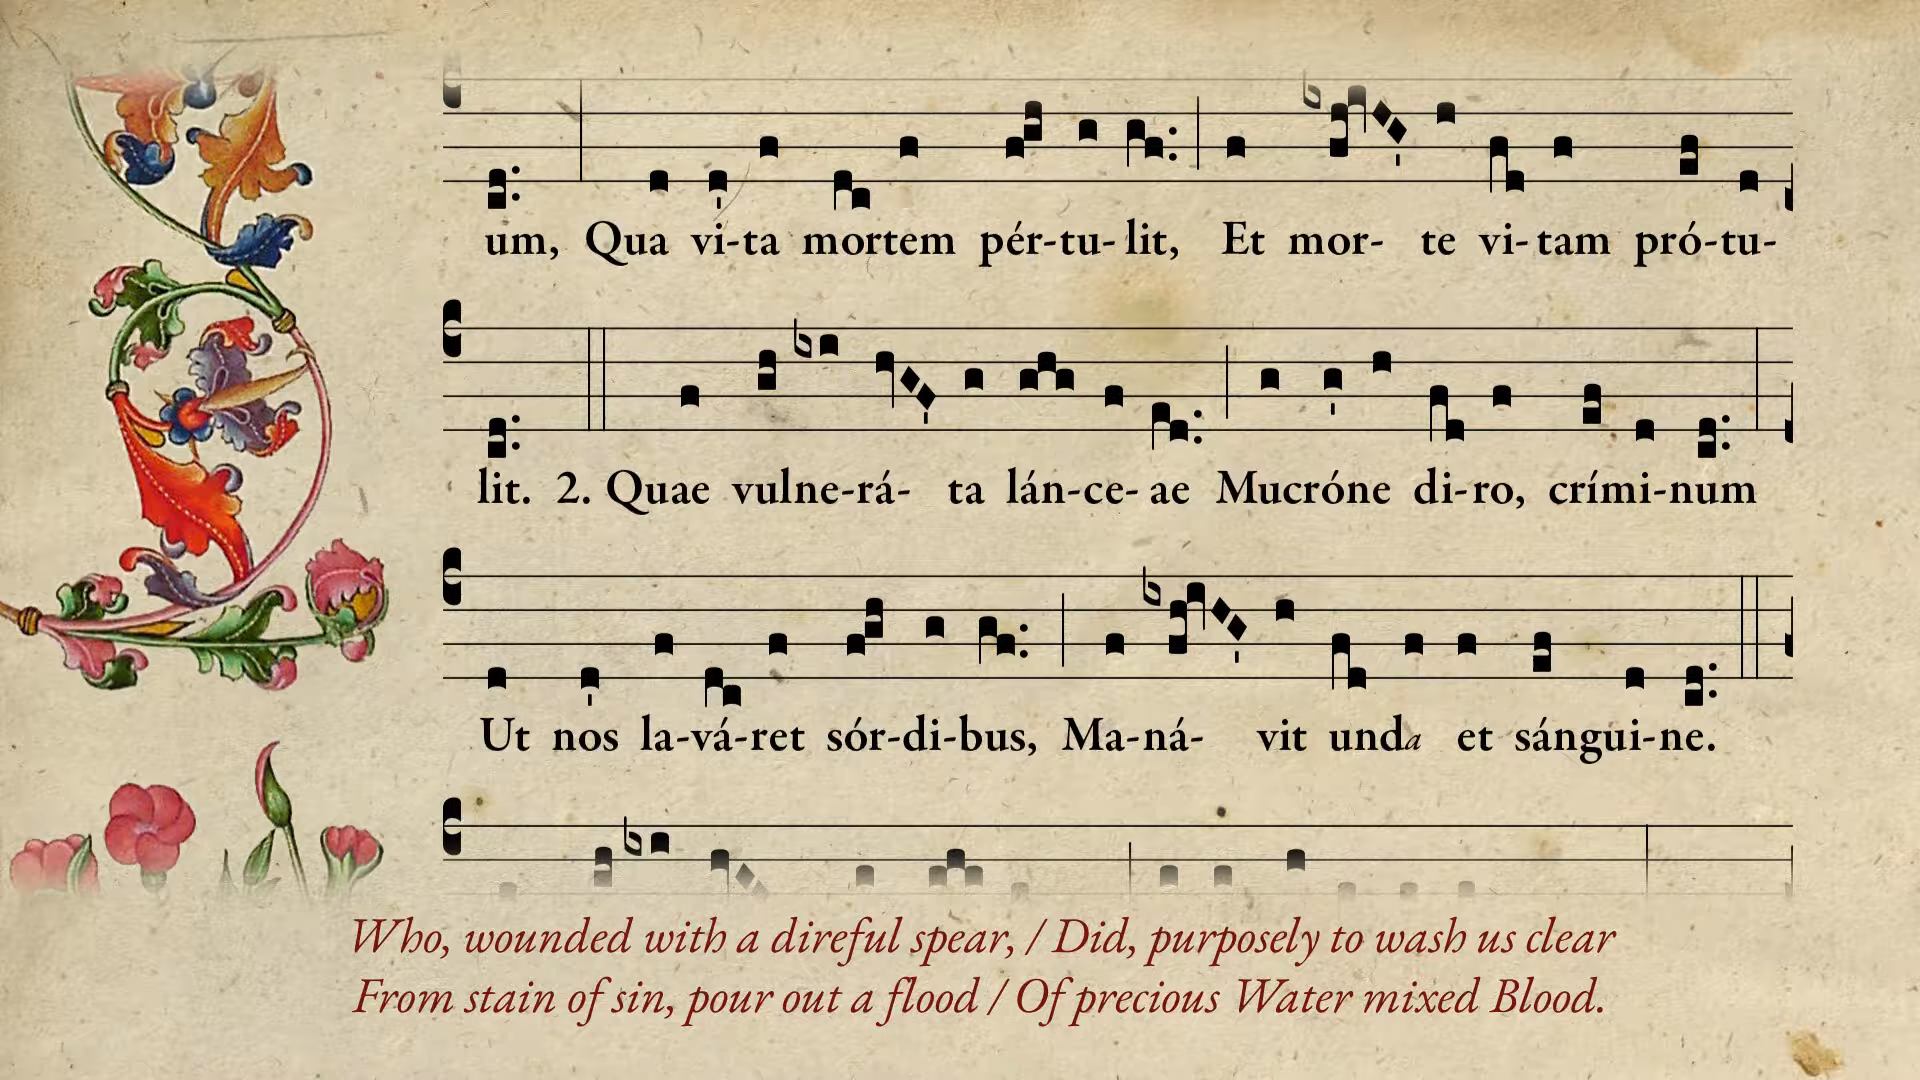 um, Qua vi-ta mortem pér-tu-lit, Et mor- te vi-tam pró-tu-
lit. 2. Quae vulne-rá- ta lán-ce-ae Mucróne di-ro, crími-num
Ut nos la-vá-ret sór-di-bus, Ma-ná- vit unda et sángui-ne.
Who, wounded with a direful spear, / Did, purposely to wash us clear
From stain of sin, pour out a flood / Of precious Water mixed Blood.